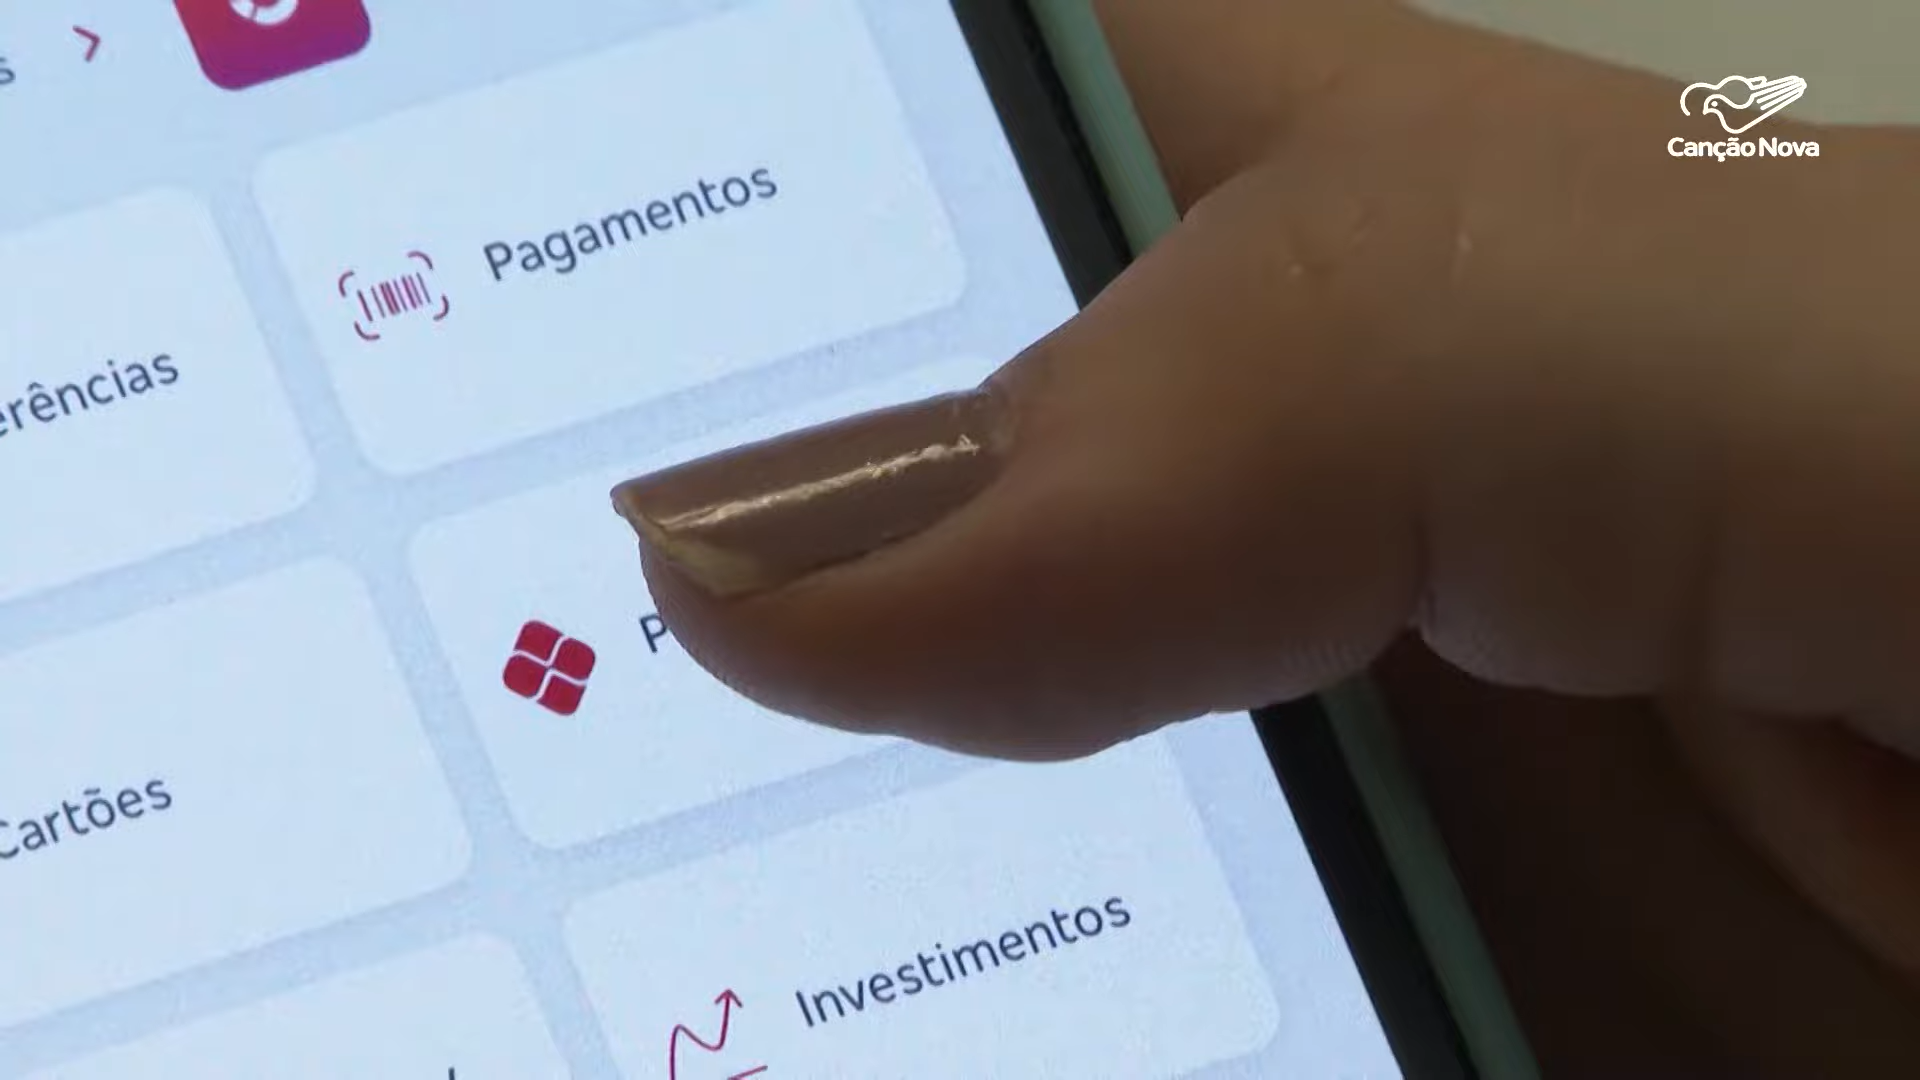 Canção Nova
Pagamentos
erências
P
Cartões
Investimentos